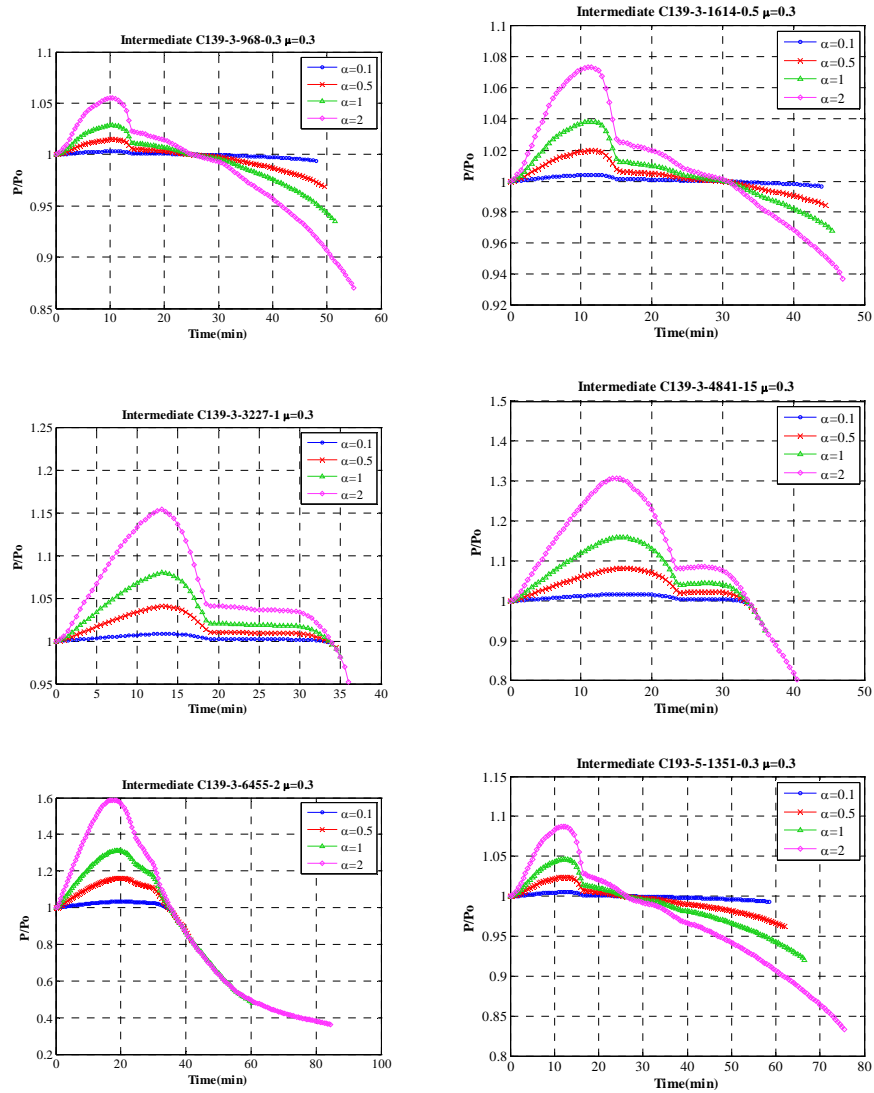 Intermediate C139-3-968-0.3 μ=0.3
1.1
1.05
1
0.95
0.9
0.85
P/Po
0 10 20 30 40 50 60
Time(min)
α=0.1
α=0.5
α=1
α=2
Intermediate C139-3-1614-0.5 μ=0.3
1.1
1.08
1.06
1.04
1.02
1
0.98
0.96
0.94
0.92
P/Po
0 10 20 30 40 50
Time(min)
α=0.1
α=0.5
α=1
α=2
Intermediate C139-3-3227-1 μ=0.3
1.25
1.2
1.15
1.1
1.05
1
0.95
P/Po
0 5 10 15 20 25 30 35 40
Time(min)
α=0.1
α=0.5
α=1
α=2
Intermediate C139-3-4841-15 μ=0.3
1.5
1.4
1.3
1.2
1.1
1
0.9
0.8
P/Po
0 10 20 30 40 50
Time(min)
α=0.1
α=0.5
α=1
α=2
Intermediate C139-3-6455-2 μ=0.3
1.6
1.4
1.2
1.0
0.8
0.6
0.4
0.2
P/Po
0 20 40 60 80 100
Time(min)
α=0.1
α=0.5
α=1
α=2
Intermediate C193-5-1351-0.3 μ=0.3
1.15
1.1
1.05
1
0.95
0.9
0.85
0.8
P/Po
0 10 20 30 40 50 60 70 80
Time(min)
α=0.1
α=0.5
α=1
α=2